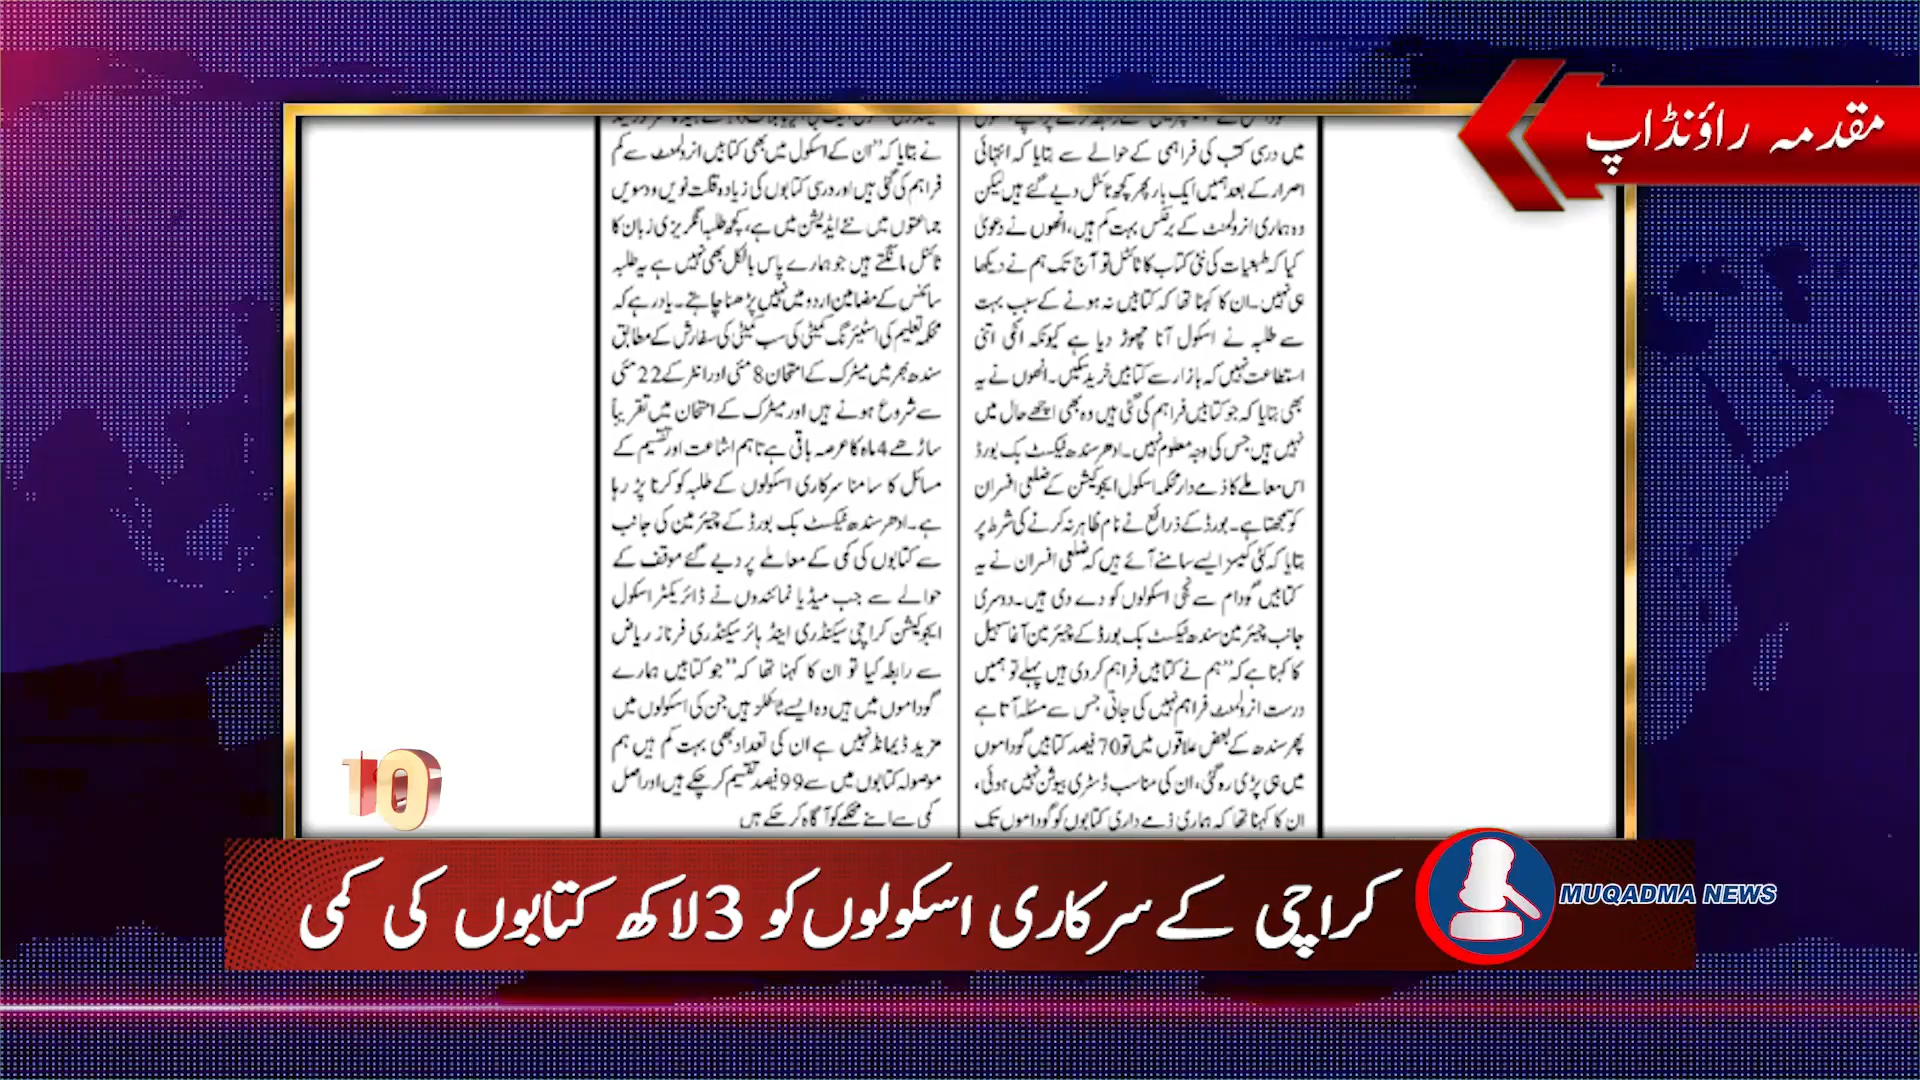 مقدمہ راؤنڈاپ
میں درسی کتب کی فراہمی کے حوالے سے بتایا کہ انتہائی
اصرار کے بعد ہمیں ایک بار پھر کچھ ٹائٹل دیے گئے ہیں لیکن
وہ ہماری انرولمنٹ کے برعکس بہت کم ہیں، انھوں نے دعویٰ
کیا کہ طبعیات کی نئی کتاب کا ٹائٹل تو آج تک ہم نے دیکھا
ہی نہیں۔ ان کا کہنا تھا کہ کتابیں نہ ہونے کے سبب بہت
سے طلبہ نے اسکول آنا چھوڑ دیا ہے کیونکہ انکی اتنی
استطاعت نہیں کہ بازار سے کتابیں خرید سکیں۔ انھوں نے یہ
بھی بتایا کہ جو کتابیں فراہم کی گئی ہیں وہ بھی اچھے حال میں
نہیں ہیں جس کی وجہ معلوم نہیں۔ ادھر سندھ ٹیکسٹ بک بورڈ
اس معاملے کا ذمے دار محکمہ اسکول ایجوکیشن کے ضلعی افسران
کو سمجھتا ہے۔ بورڈ کے ذرائع نے نام ظاہر نہ کرنے کی شرط پر
بتایا کہ کئی کیسز ایسے سامنے آئے ہیں کہ ضلعی افسران نے یہ
کتابیں گودام سے نجی اسکولوں کو دے دی ہیں۔ دوسری
جانب چیئرمین سندھ ٹیکسٹ بک بورڈ کے چیئرمین آغا سہیل
کا کہنا ہے کہ ’’ہم نے کتابیں فراہم کردی ہیں پہلے تو ہمیں
درست انرولمنٹ فراہم نہیں کی جاتی جس سے مسئلہ آتا ہے
پھر سندھ کے بعض علاقوں میں تو 70 فیصد کتابیں گوداموں
میں ہی پڑی رہ گئی، ان کی مناسب ڈسٹری بیوشن نہیں ہوئی،
ان کا کہنا تھا کہ ہماری ذمے داری کتابوں کو گوداموں تک
نے بتایا کہ ’’ان کے اسکول میں بھی کتابیں انرولمنٹ سے کم
فراہم کی گئی ہیں اور درسی کتابوں کی زیادہ قلت نویں و دسویں
جماعتوں میں نئے ایڈیشن میں ہے، کچھ طلبہ انگریزی زبان کا
ٹائٹل مانگتے ہیں جو ہمارے پاس بالکل بھی نہیں ہے یہ طلبہ
سائنس کے مضامین اردو میں نہیں پڑھنا چاہتے۔ یاد رہے کہ
محکمہ تعلیم کی اسٹیئرنگ کمیٹی کی سب کمیٹی کی سفارش کے مطابق
سندھ بھر میں میٹرک کے امتحان 8 مئی اور انٹر کے 22 مئی
سے شروع ہونے ہیں اور میٹرک کے امتحان میں تقریباً
ساڑھے 4 ماہ کا عرصہ باقی ہے تاہم اشاعت اور تقسیم کے
مسائل کا سامنا سرکاری اسکولوں کے طلبہ کو کرنا پڑ رہا
ہے۔ ادھر سندھ ٹیکسٹ بک بورڈ کے چیئرمین کی جانب
سے کتابوں کی کمی کے معاملے پر دیے گئے موقف کے
حوالے سے جب میڈیا نمائندوں نے ڈائریکٹر اسکول
ایجوکیشن کراچی سیکنڈری اینڈ ہائر سیکنڈری فرناز ریاض
سے رابطہ کیا تو ان کا کہنا تھا کہ ’’جو کتابیں ہمارے
گوداموں میں ہیں وہ ایسے ٹائٹلز ہیں جن کی اسکولوں میں
مزید ڈیمانڈ نہیں ہے ان کی تعداد بھی بہت کم ہیں ہم
موصولہ کتابوں میں سے 99 فیصد تقسیم کرچکے ہیں اور اصل
کمی سے اپنے محکمے کو آگاہ کرچکے ہیں
10
کراچی کے سرکاری اسکولوں کو 3 لاکھ کتابوں کی کمی
MUQADMA NEWS